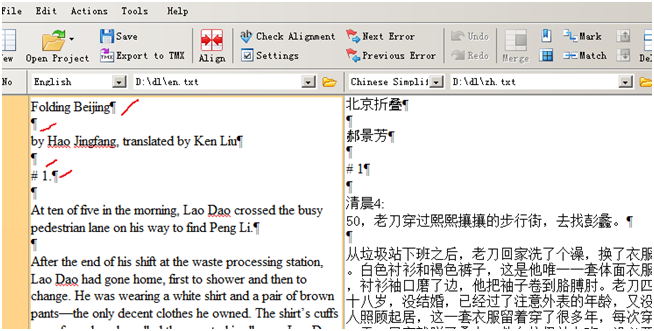 File Edit Actions Tools Help
Open Project
Save
Export to TMX
TMX
Align
Check Alignment
Settings
Next Error
Previous Error
Undo
Redo
Merge
Mark
Match
No
English
D:\dl\en.txt
Chinese Simplif
D:\dl\zh.txt
Folding Beijing¶
¶
by Hao Jingfang, translated by Ken Liu¶
¶
# 1.¶
¶
At ten of five in the morning, Lao Dao crossed the busy
pedestrian lane on his way to find Peng Li.¶
¶
After the end of his shift at the waste processing station,
Lao Dao had gone home, first to shower and then to
change. He was wearing a white shirt and a pair of brown
pants—the only decent clothes he owned. The shirt's cuffs
北京折叠¶
¶
郝景芳¶
¶
# 1¶
¶
清晨4:
50，老刀穿过熙熙攘攘的步行街，去找彭蠡。¶
¶
从垃圾站下班之后，老刀回家洗了个澡，换了衣服
。白色衬衫和褐色裤子，这是他唯一一套体面衣服
，衬衫袖口磨了边，他把袖子卷到胳膊肘。老刀四
十八岁，没结婚，已经过了注意外表的年龄，又没
人照顾起居，这一套衣服留着穿了很多年，每次穿